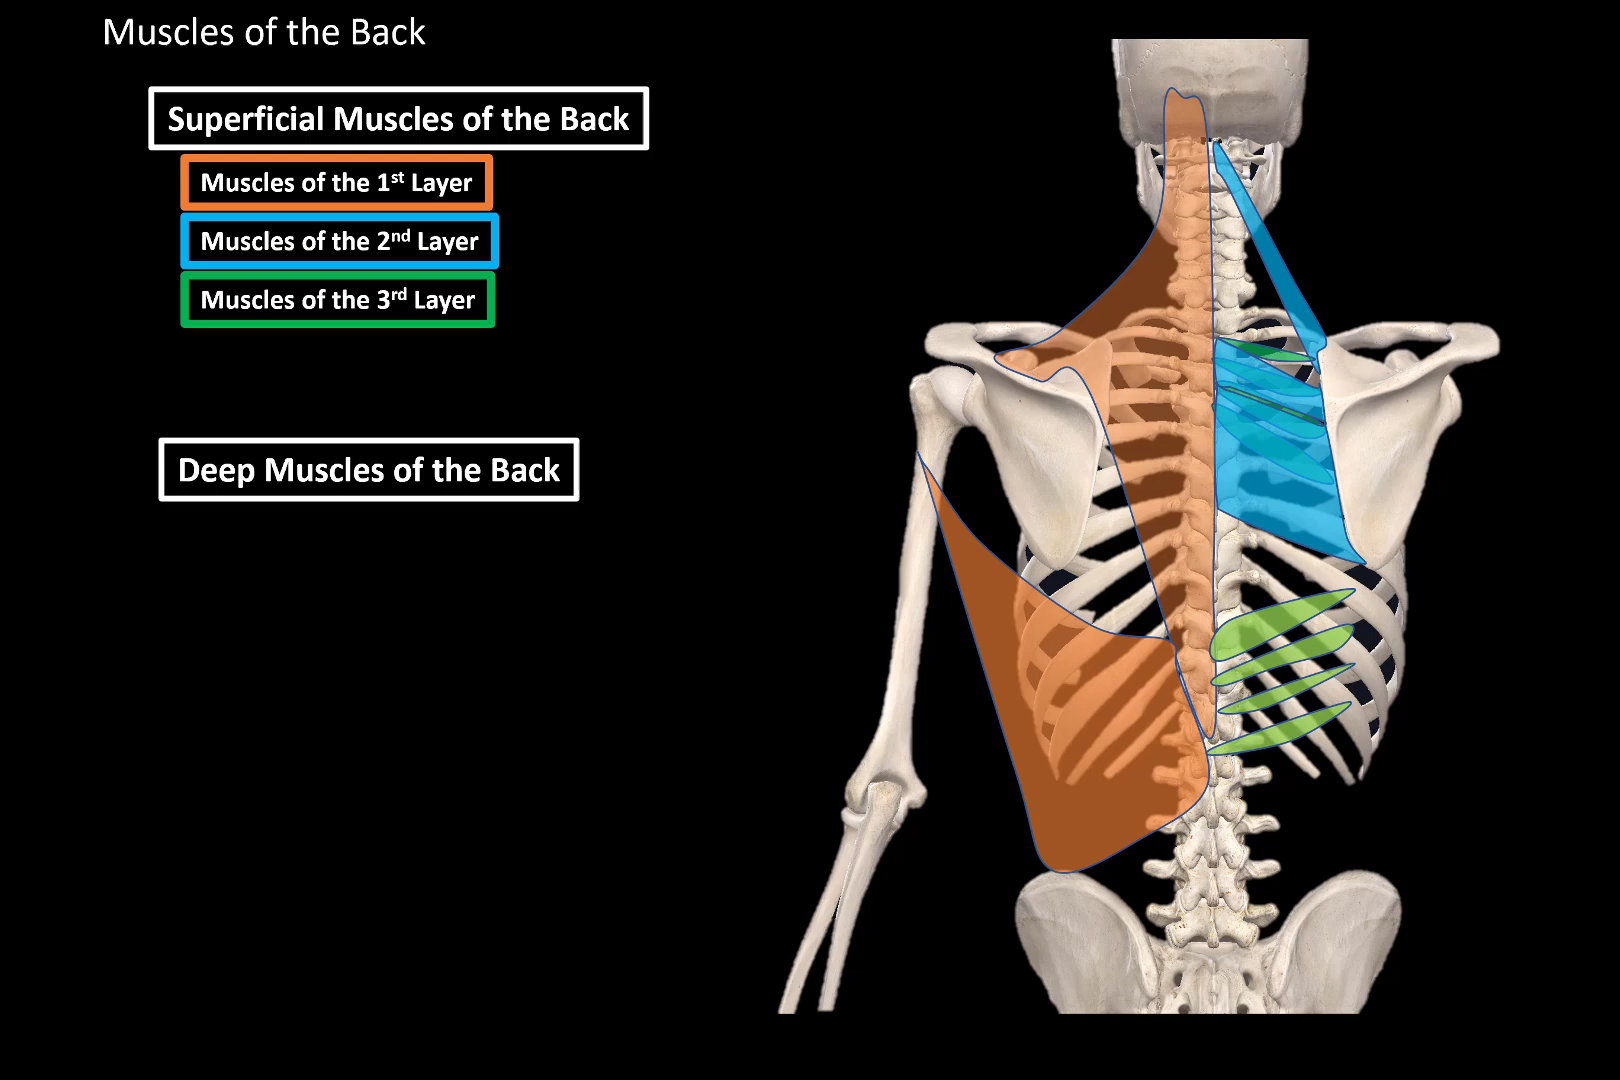 Muscles of the Back
Superficial Muscles of the Back
Muscles of the 1st Layer
Muscles of the 2nd Layer
Muscles of the 3rd Layer
Deep Muscles of the Back